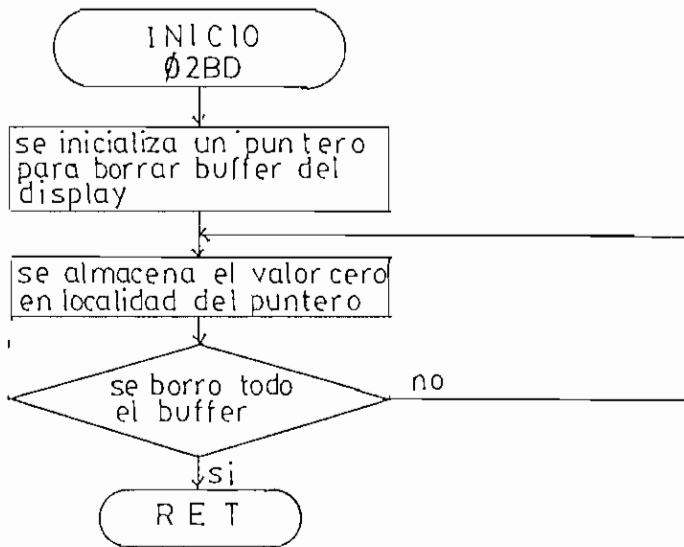 INICIO
Ø2BD
se inicializa un puntero
para borrar buffer del
display
se almacena el valor cero
en localidad del puntero
se borro todo
el buffer
no
si
RET